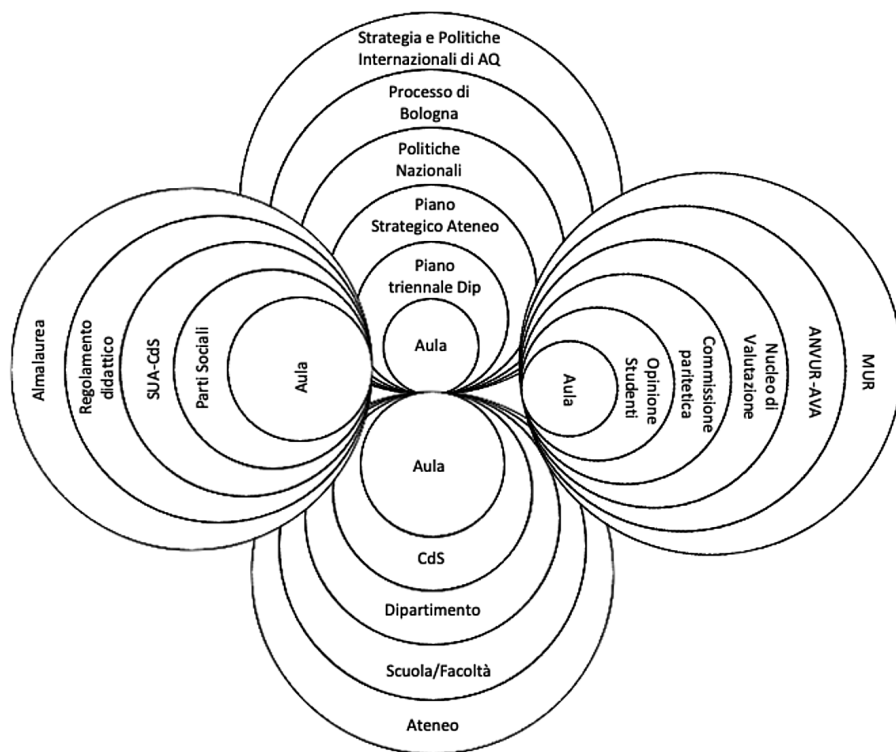 Strategia e Politiche
Internazionali di AQ
Processo di
Bologna
Politiche
Nazionali
Piano
Strategico Ateneo
Piano
triennale Dip
Aula
Almalaurea
Regolamento
didattico
SUA-CdS
Parti Sociali
Aula
Aula
Opinione
Studenti
Commissione
paritetica
Nucleo di
Valutazione
ANVUR -AVA
MUR
Aula
CdS
Dipartimento
Scuola/Facoltà
Ateneo